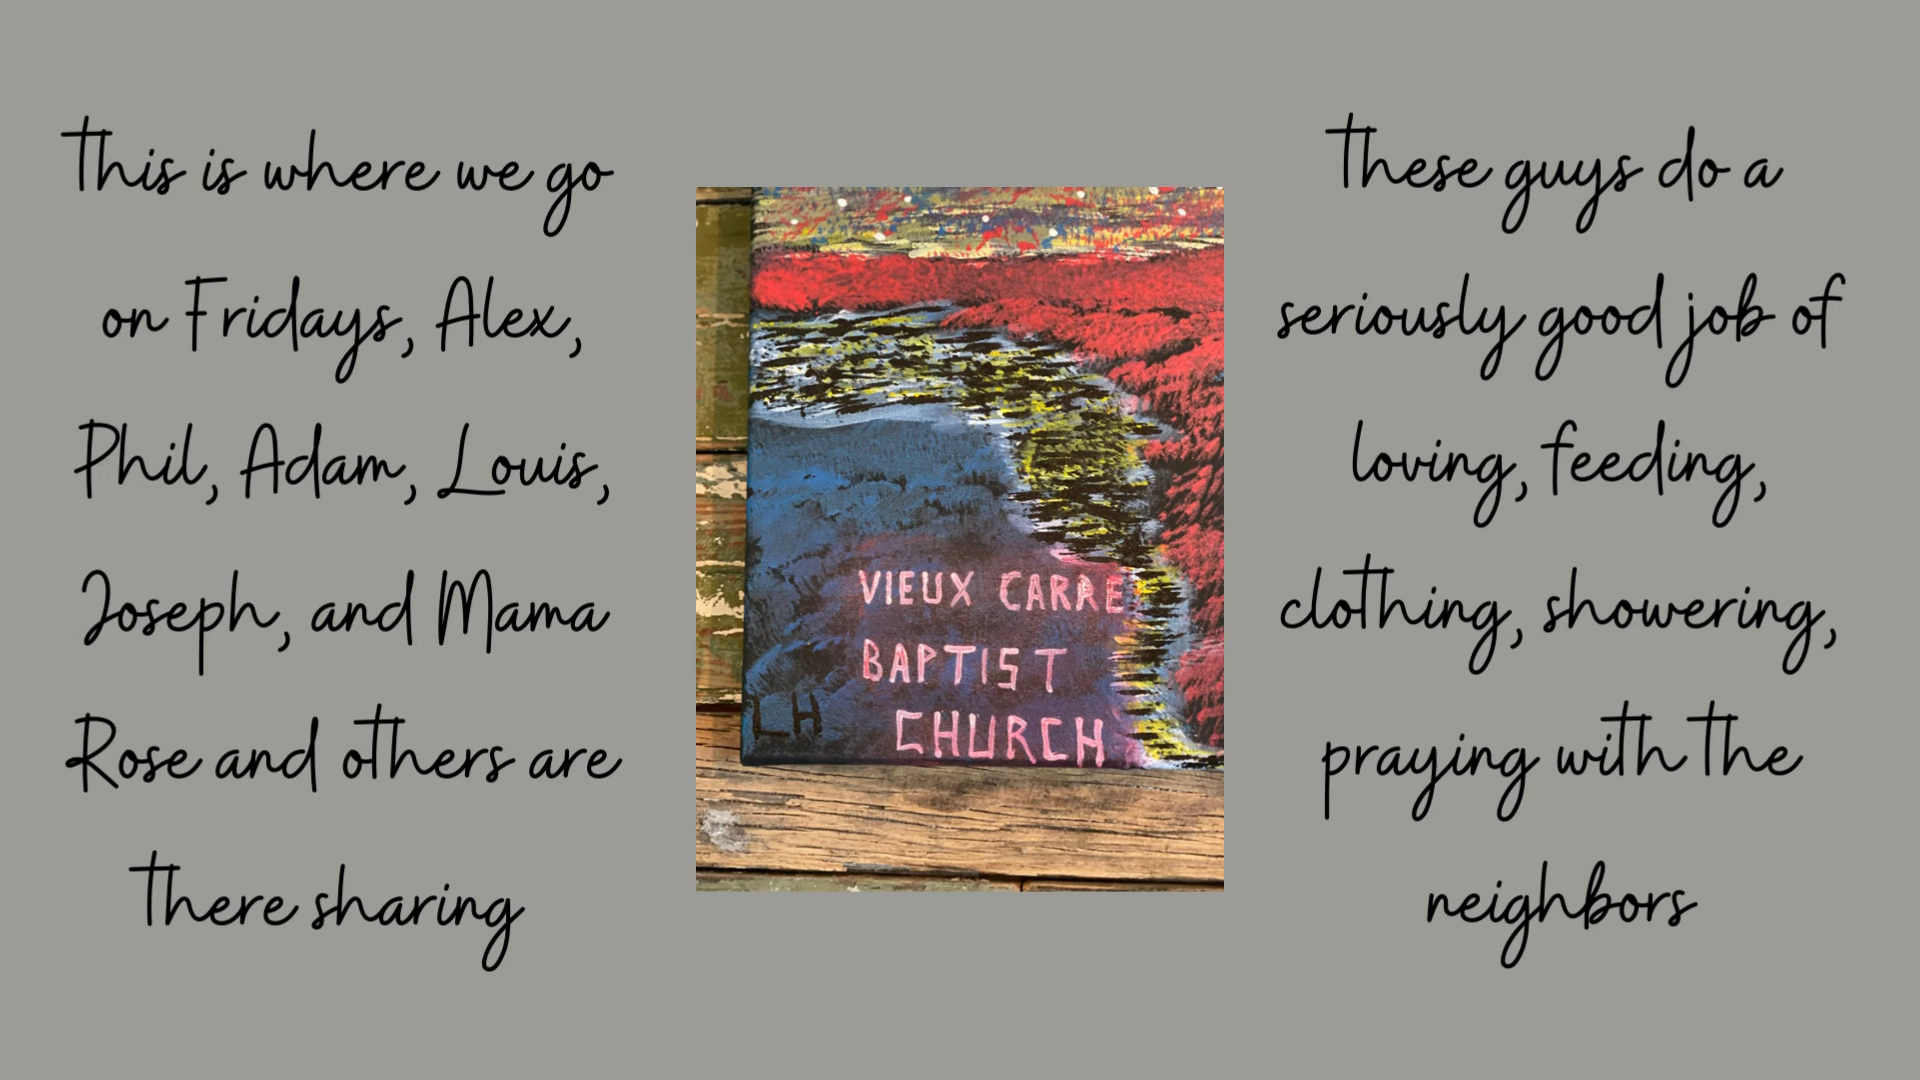 This is where we go
on Fridays, Alex,
Phil, Adam, Louis,
Joseph, and Mama
Rose and others are
there sharing
VIEUX CARRE
BAPTIST
CHURCH
LH
These guys do a
seriously good job of
loving, feeding,
clothing, showering,
praying with the
neighbors